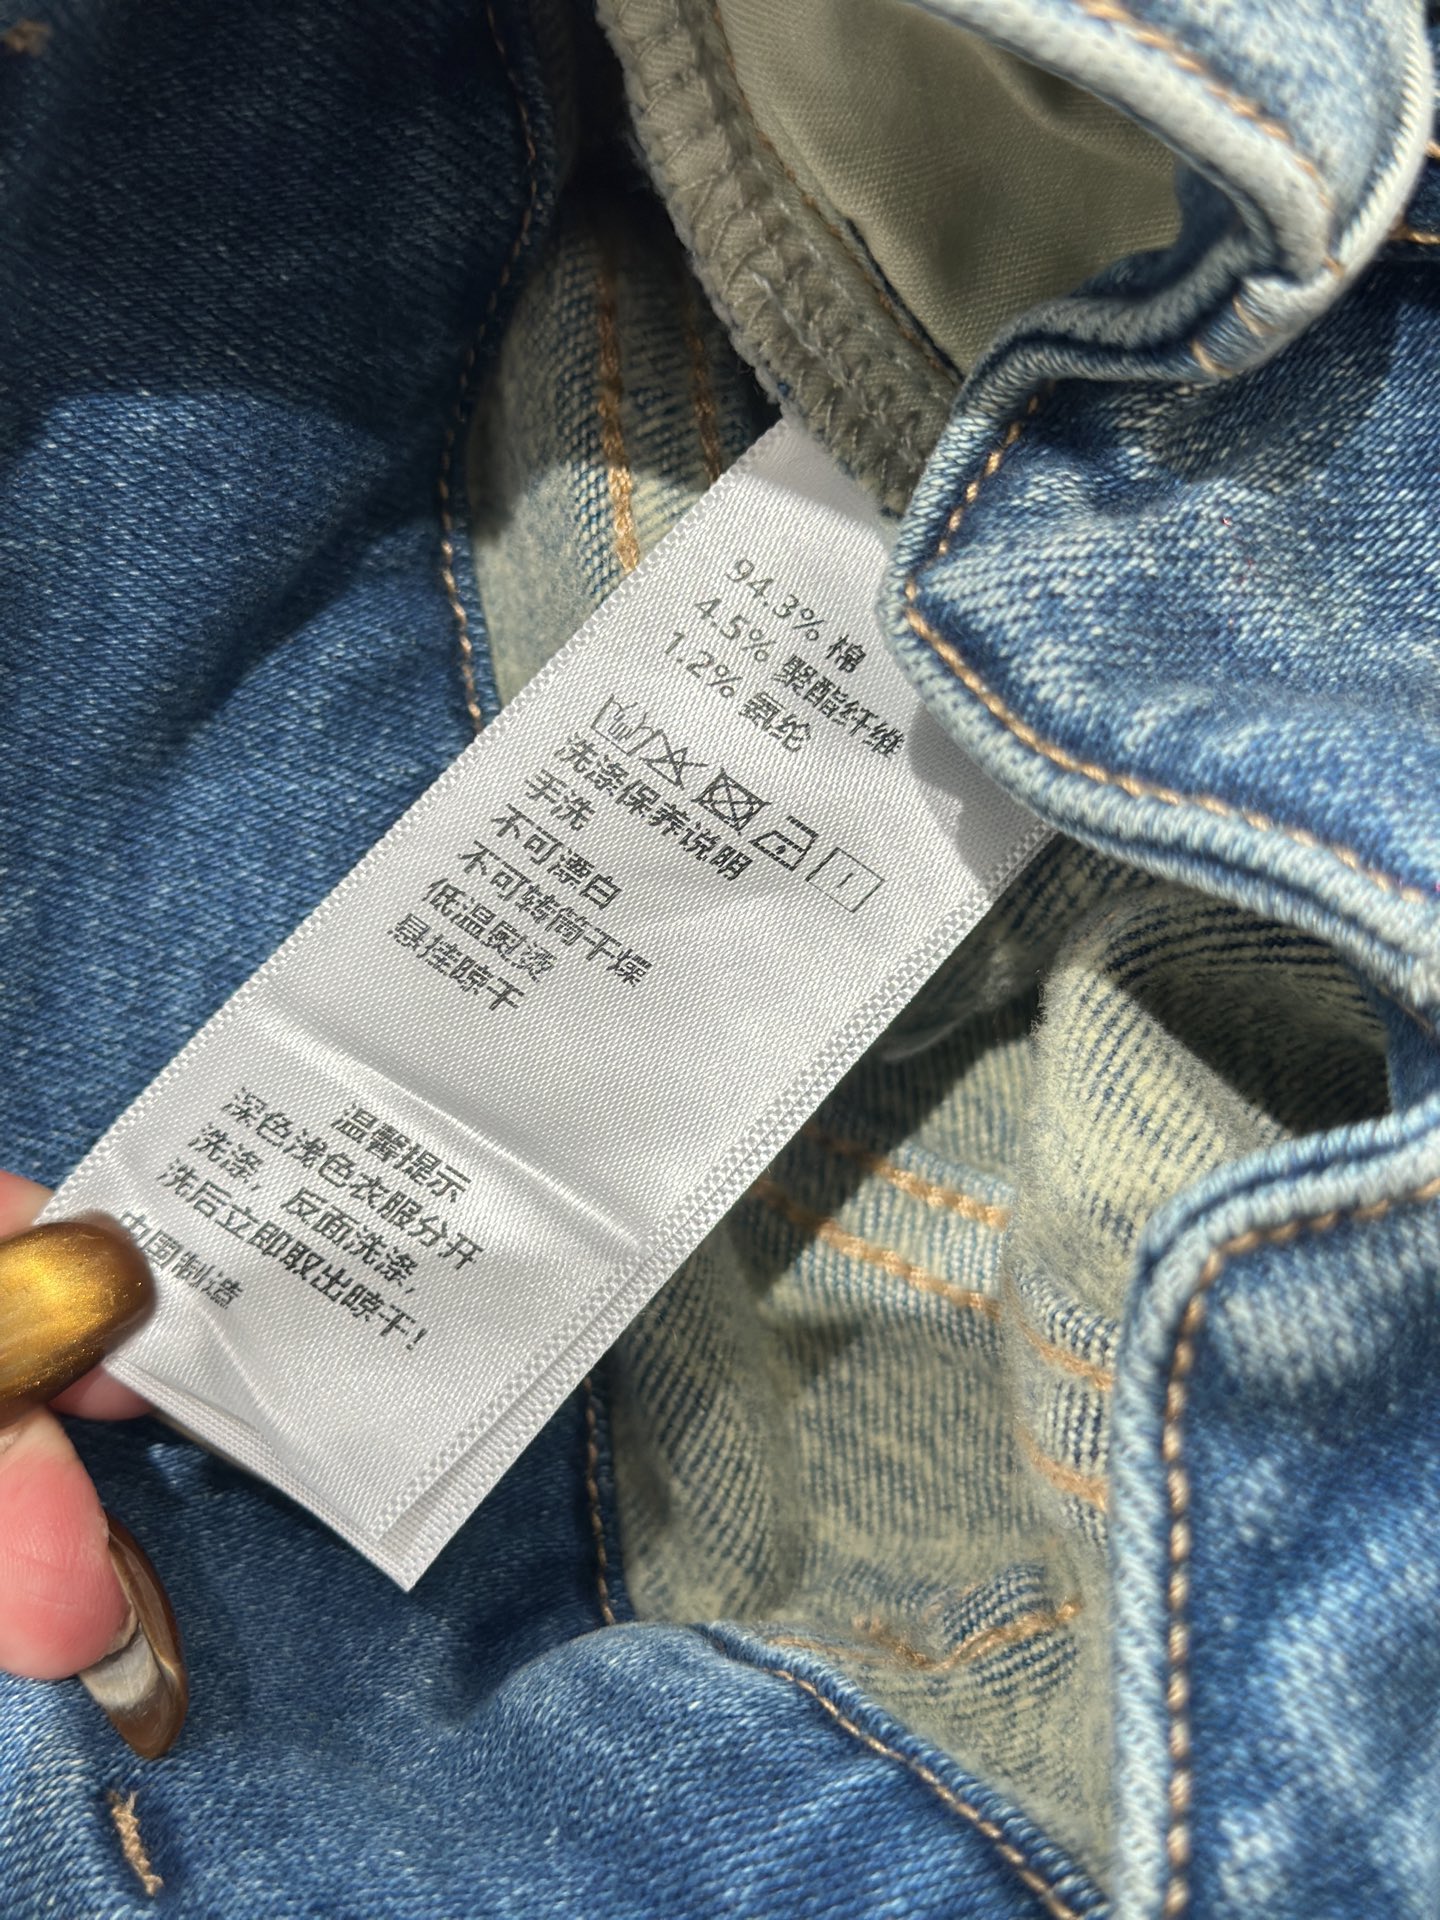 94.3% 棉
4.5% 聚酯纤维
1.2% 氨纶
洗涤保养说明
手洗
不可漂白
不可转筒干燥
低温熨烫
悬挂晾干
温馨提示
深色浅色衣服分开
洗涤，反面洗涤，
洗后立即取出晾干！
中国制造